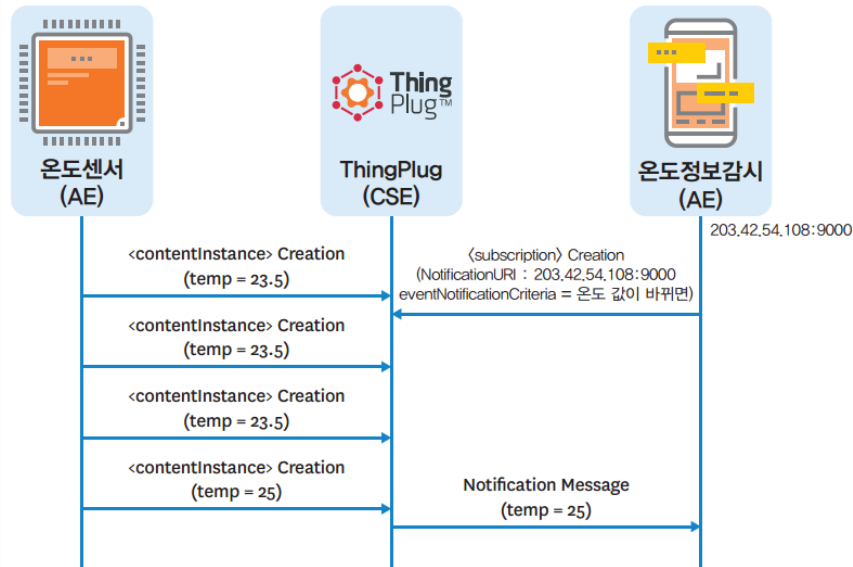 온도센서
(AE)
Thing
Plug™
ThingPlug
(CSE)
온도정보감시
(AE)
203.42.54.108:9000
<contentInstance> Creation
(temp = 23.5)
〈subscription〉 Creation
(NotificationURI : 203.42.54.108:9000
eventNotificationCriteria = 온도 값이 바뀌면)
<contentInstance> Creation
(temp = 23.5)
<contentInstance> Creation
(temp = 23.5)
<contentInstance> Creation
(temp = 25)
Notification Message
(temp = 25)